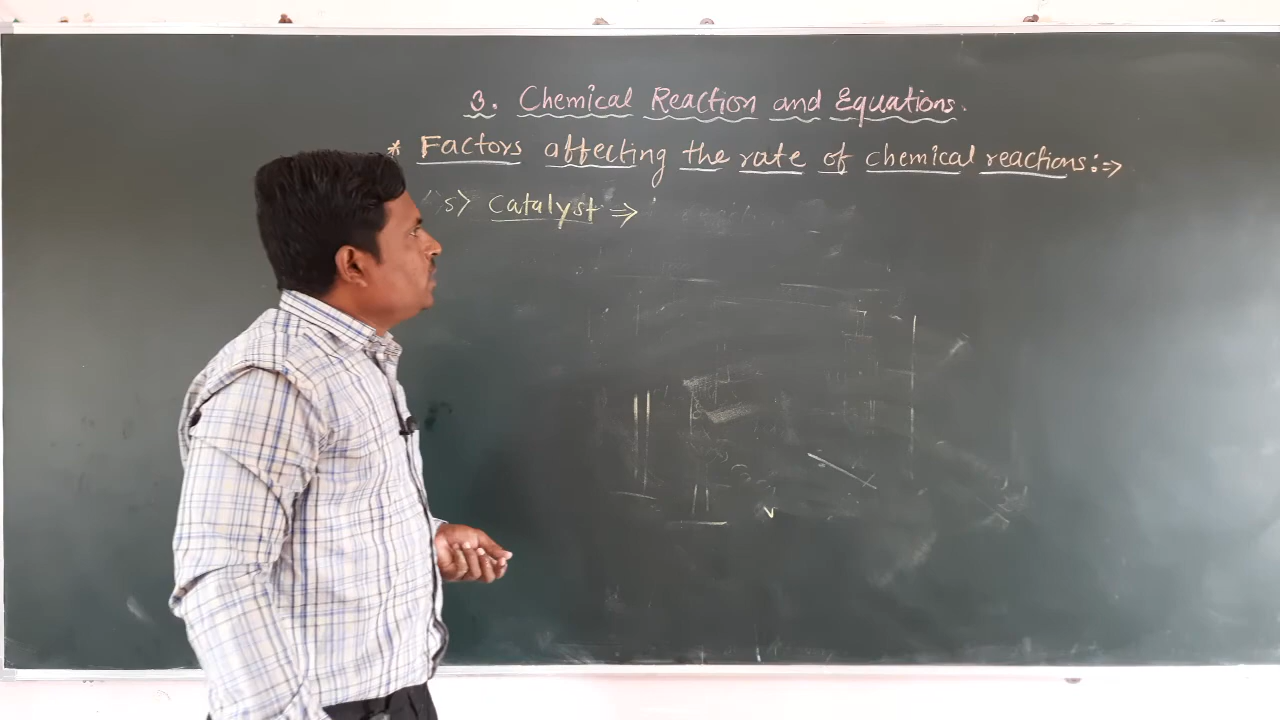 3. Chemical Reaction and Equations.
* Factors affecting the rate of chemical reactions :→
5> Catalyst ⇒